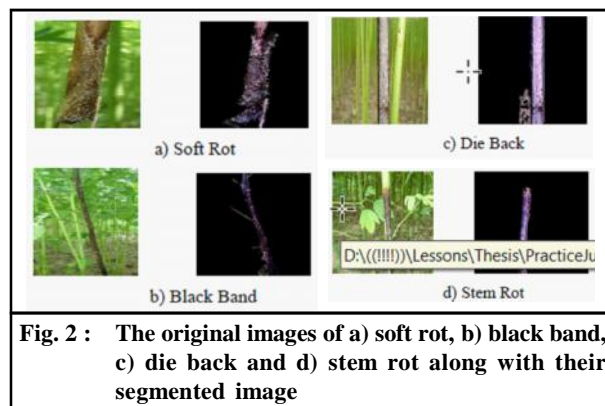 a) Soft Rot
c) Die Back
b) Black Band
D:\((!!!!))\Lessons\Thesis\PracticeJu
d) Stem Rot
Fig. 2 : The original images of a) soft rot, b) black band,
c) die back and d) stem rot along with their
segmented image